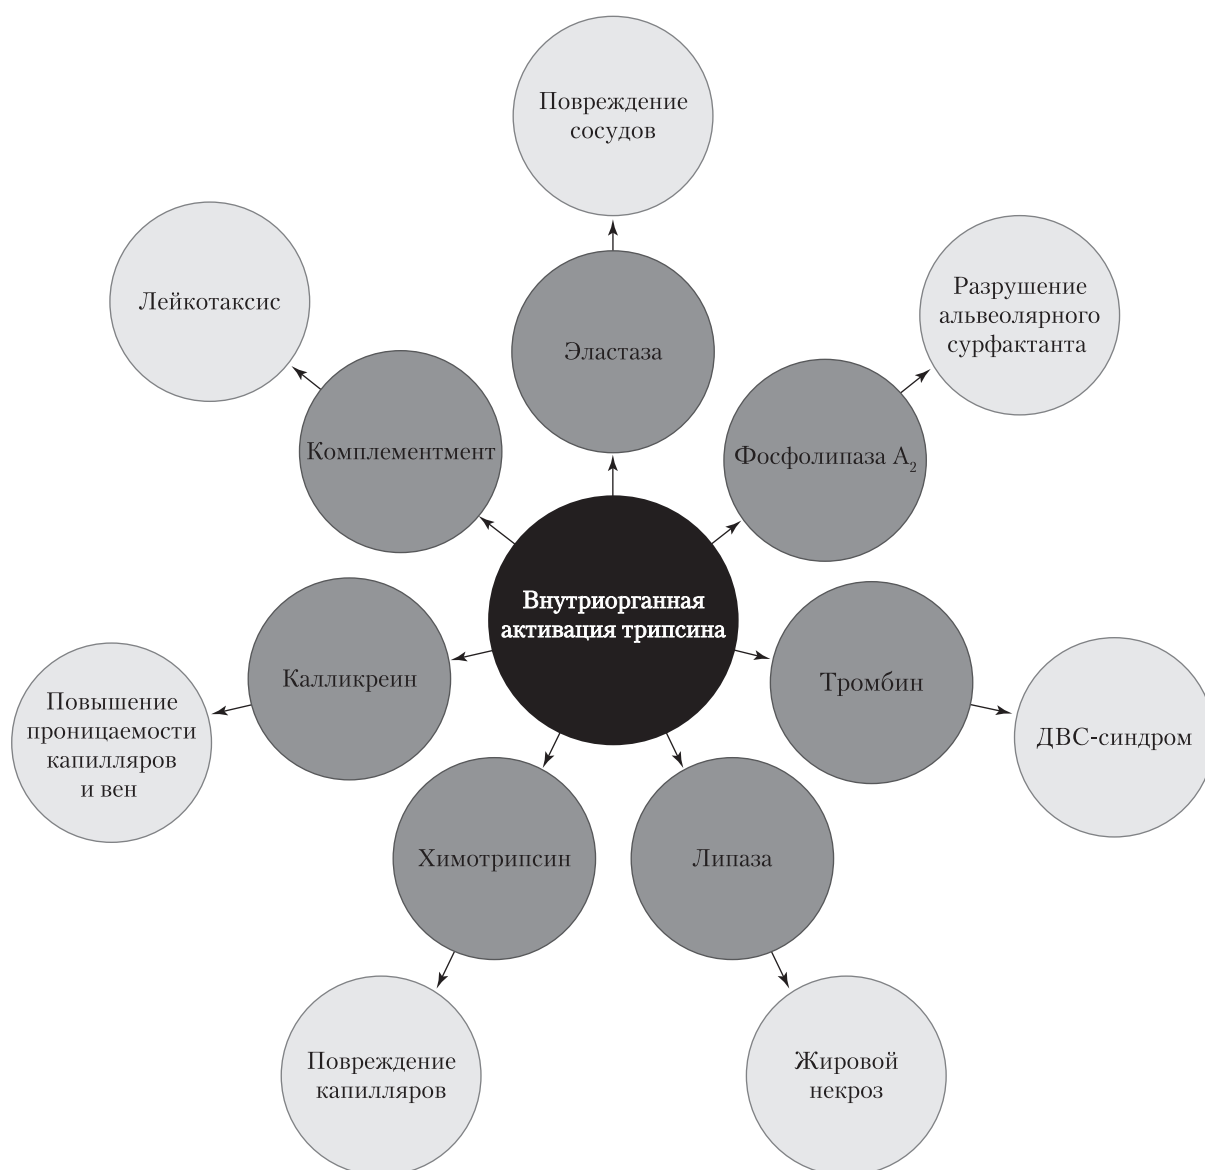 Повреждение
сосудов
Лейкотаксис
Разрушение
альвеолярного
сурфактанта
Эластаза
Комплементмент
Фосфолипаза А₂
Внутриорганная
активация трипсина
Калликреин
Тромбин
Повышение
проницаемости
капилляров
и вен
ДВС-синдром
Химотрипсин
Липаза
Повреждение
капилляров
Жировой
некроз